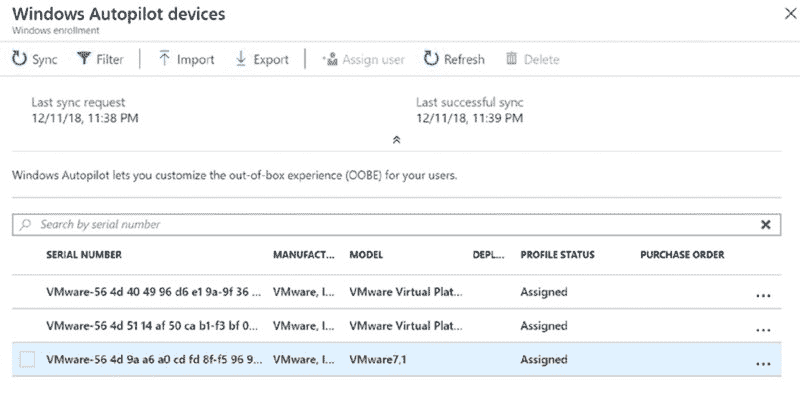 Windows Autopilot devices
Windows enrollment
Sync Filter Import Export Assign user Refresh Delete
Last sync request Last successful sync
12/11/18, 11:38 PM 12/11/18, 11:39 PM
Windows Autopilot lets you customize the out-of-box experience (OOBE) for your users.
Search by serial number
SERIAL NUMBER MANUFACT... MODEL DEPL... PROFILE STATUS PURCHASE ORDER
VMware-56 4d 40 49 96 d6 e1 9a-9f 36 ... VMware, I... VMware Virtual Plat... Assigned ...
VMware-56 4d 51 14 af 50 ca b1-f3 bf 0... VMware, I... VMware Virtual Plat... Assigned ...
VMware-56 4d 9a a6 a0 cd fd 8f-f5 96 9... VMware, I... VMware7,1 Assigned ...